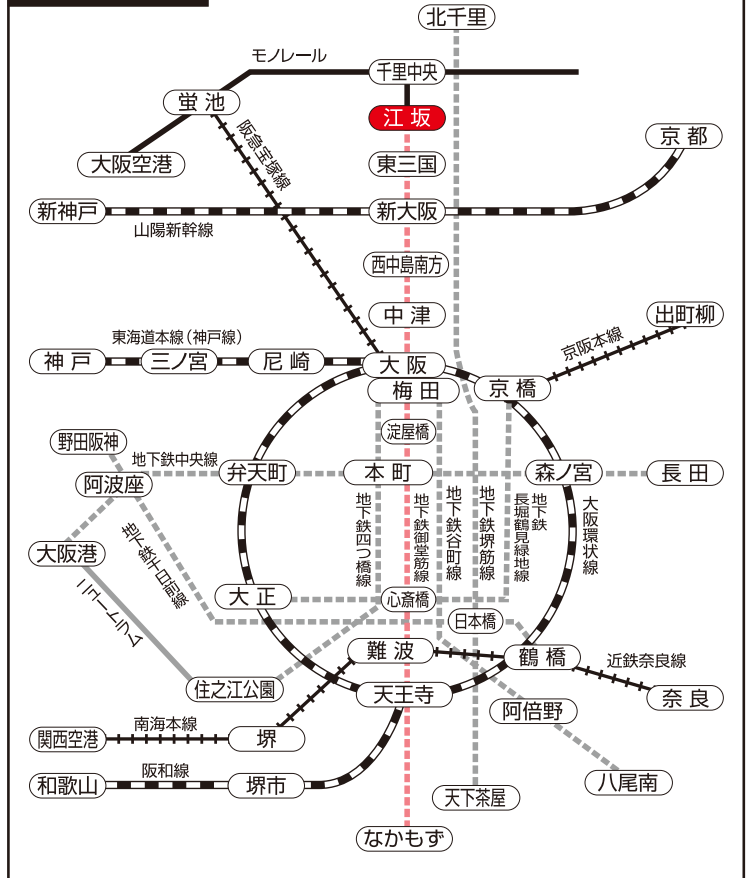 北千里
モノレール
千里中央
蛍池
江坂
阪急宝塚線
京都
大阪空港
東三国
新神戸
新大阪
山陽新幹線
西中島南方
中津
出町柳
東海道本線（神戸線）
京阪本線
神戸
三ノ宮
尼崎
大阪
梅田
京橋
野田阪神
淀屋橋
地下鉄中央線
弁天町
本町
森ノ宮
長田
阿波座
地下鉄四つ橋線
地下鉄御堂筋線
地下鉄谷町線
地下鉄堺筋線
地下鉄
長堀鶴見緑地線
大阪環状線
地下鉄千日前線
大阪港
ニュートラム
大正
心斎橋
日本橋
難波
鶴橋
近鉄奈良線
住之江公園
天王寺
奈良
南海本線
阿倍野
関西空港
堺
阪和線
和歌山
堺市
天下茶屋
八尾南
なかもず